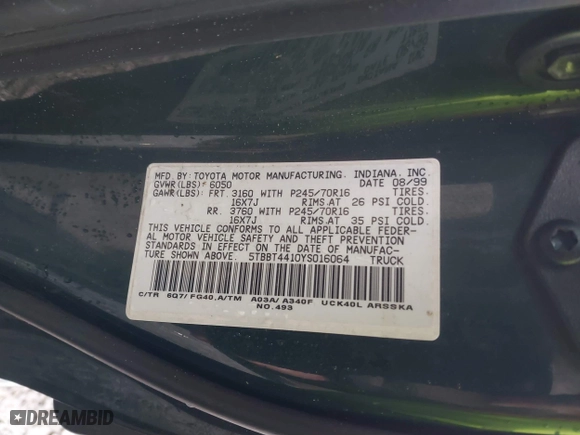 MFD. BY: TOYOTA MOTOR MANUFACTURING. INDIANA, INC.
GVWR(LBS): 6050 DATE 08/99
GAWR(LBS): FRT. 3160 WITH P245/70R16 TIRES.
16X7J RIMS.AT 26 PSI COLD.
RR. 3760 WITH P245/70R16 TIRES.
16X7J RIMS.AT 35 PSI COLD.
THIS VEHICLE CONFORMS TO ALL APPLICABLE FEDER-
AL MOTOR VEHICLE SAFETY AND THEFT PREVENTION
STANDARDS IN EFFECT ON THE DATE OF MANUFAC-
TURE SHOWN ABOVE. 5TBBT4410YS016064 TRUCK
C/TR 6Q7/ FG40,A/TM A03A/ A340F UCK40L ARSSKA
NO.493
DREAMBID